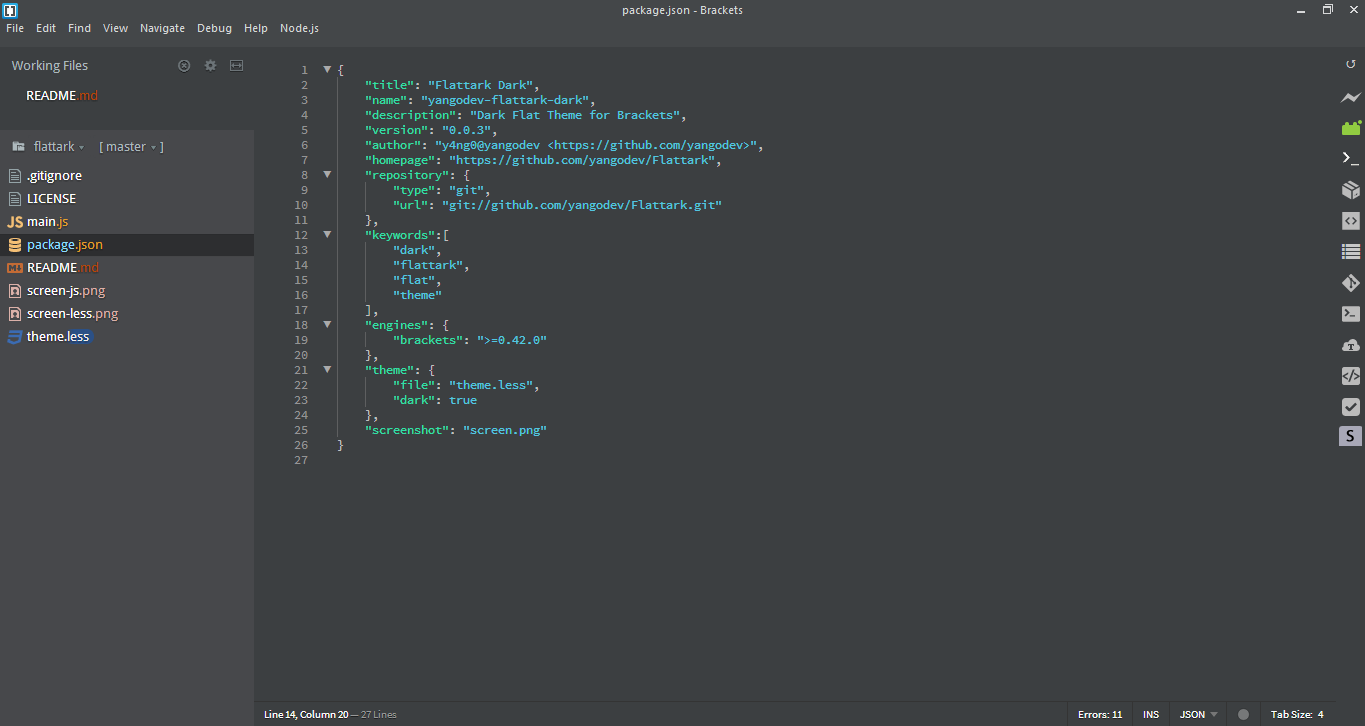 package.json - Brackets
File Edit Find View Navigate Debug Help Node.js
Working Files
README.md
flattark [ master ]
.gitignore
LICENSE
JS main.js
package.json
README.md
screen-js.png
screen-less.png
theme.less
1 {
2 "title": "Flattark Dark",
3 "name": "yangodev-flattark-dark",
4 "description": "Dark Flat Theme for Brackets",
5 "version": "0.0.3",
6 "author": "y4ng0@yangodev <https://github.com/yangodev>",
7 "homepage": "https://github.com/yangodev/Flattark",
8 "repository": {
9 "type": "git",
10 "url": "git://github.com/yangodev/Flattark.git"
11 },
12 "keywords":[
13 "dark",
14 "flattark",
15 "flat",
16 "theme"
17 ],
18 "engines": {
19 "brackets": ">=0.42.0"
20 },
21 "theme": {
22 "file": "theme.less",
23 "dark": true
24 },
25 "screenshot": "screen.png"
26 }
27
S
Line 14, Column 20 — 27 Lines
Errors: 11 INS JSON Tab Size: 4